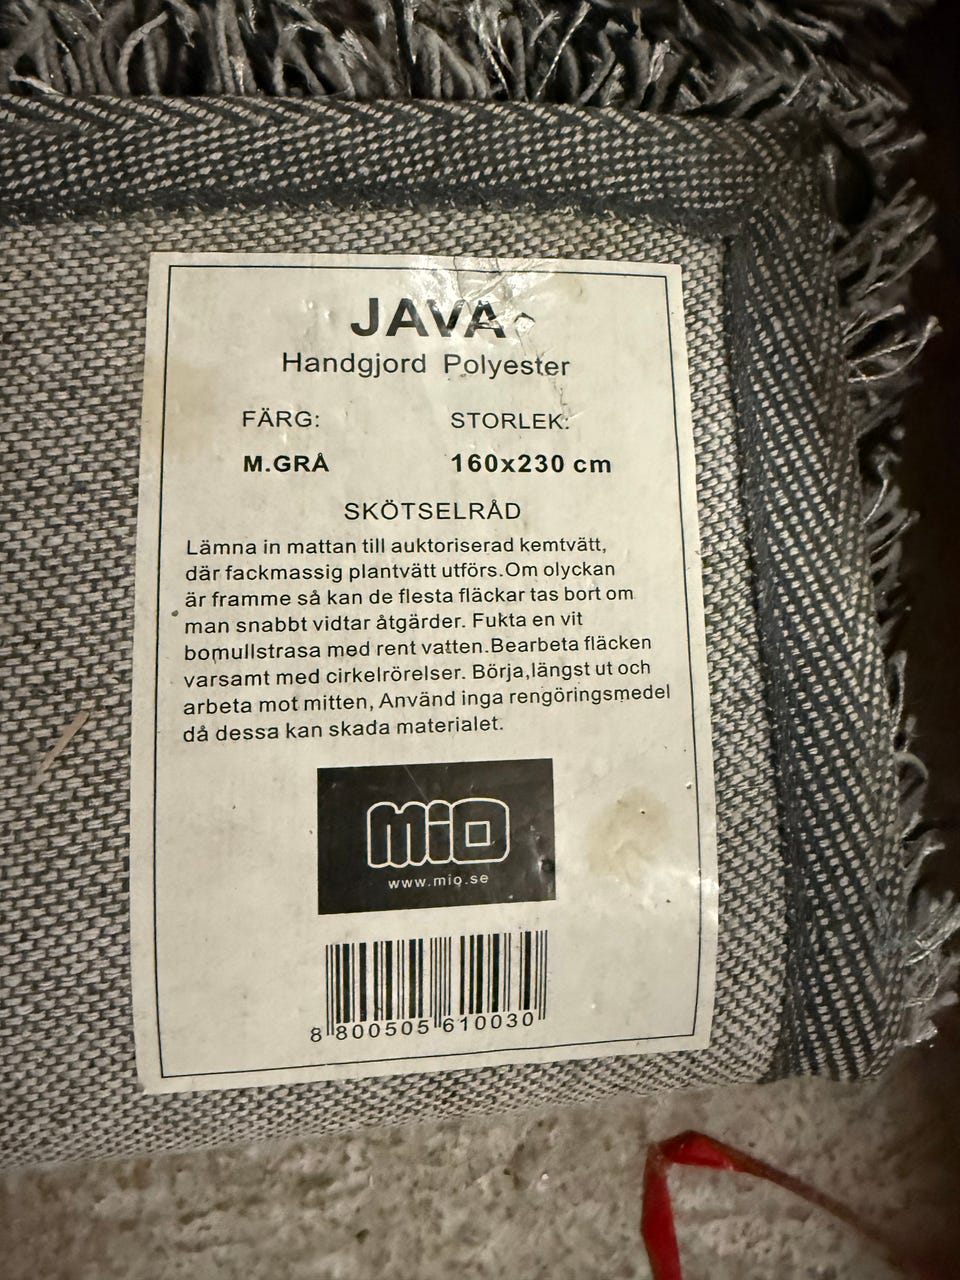 JAVA
Handgjord Polyester
FÄRG: STORLEK:
M.GRÅ 160x230 cm
SKÖTSELRÅD
Lämna in mattan till auktoriserad kemtvätt,
där fackmassig plantvätt utförs.Om olyckan
är framme så kan de flesta fläckar tas bort om
man snabbt vidtar åtgärder. Fukta en vit
bomullstrasa med rent vatten.Bearbeta fläcken
varsamt med cirkelrörelser. Börja,längst ut och
arbeta mot mitten, Använd inga rengöringsmedel
då dessa kan skada materialet.
mio
www.mio.se
8 800505 610030